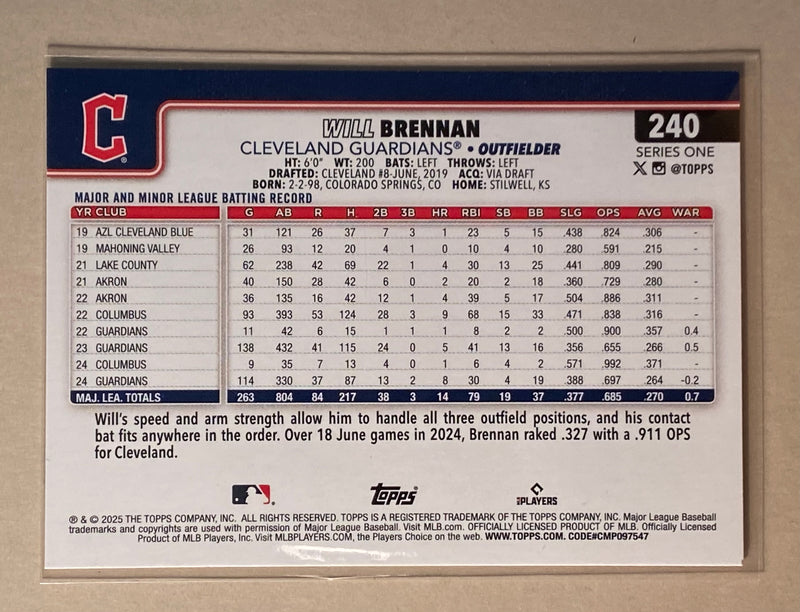 C
®
WILL BRENNAN
240
CLEVELAND GUARDIANS® • OUTFIELDER
SERIES ONE
HT: 6'0" WT: 200 BATS: LEFT THROWS: LEFT
X @TOPPS
DRAFTED: CLEVELAND #8-JUNE, 2019 ACQ: VIA DRAFT
BORN: 2-2-98, COLORADO SPRINGS, CO HOME: STILWELL, KS
MAJOR AND MINOR LEAGUE BATTING RECORD
YR CLUB G AB R H. 2B 3B HR RBI SB BB SLG OPS AVG WAR
19 AZL CLEVELAND BLUE 31 121 26 37 7 3 1 23 5 15 .438 .824 .306 -
19 MAHONING VALLEY 26 93 12 20 4 1 0 10 4 10 .280 .591 .215 -
21 LAKE COUNTY 62 238 42 69 22 1 4 30 13 25 .441 .809 .290 -
21 AKRON 40 150 28 42 6 0 2 20 2 18 .360 .729 .280 -
22 AKRON 36 135 16 42 12 1 4 39 5 17 .504 .886 .311 -
22 COLUMBUS 93 393 53 124 28 3 9 68 15 33 .471 .838 .316 -
22 GUARDIANS 11 42 6 15 1 1 1 8 2 2 .500 .900 .357 0.4
23 GUARDIANS 138 432 41 115 24 0 5 41 13 16 .356 .655 .266 0.5
24 COLUMBUS 9 35 7 13 4 0 1 6 4 2 .571 .992 .371 -
24 GUARDIANS 114 330 37 87 13 2 8 30 4 19 .388 .697 .264 -0.2
MAJ. LEA. TOTALS 263 804 84 217 38 3 14 79 19 37 .377 .685 .270 0.7
Will's speed and arm strength allow him to handle all three outfield positions, and his contact
bat fits anywhere in the order. Over 18 June games in 2024, Brennan raked .327 with a .911 OPS
for Cleveland.
Topps
PLAYERS
® & © 2025 THE TOPPS COMPANY, INC. ALL RIGHTS RESERVED. TOPPS IS A REGISTERED TRADEMARK OF THE TOPPS COMPANY, INC. Major League Baseball
trademarks and copyrights are used with permission of Major League Baseball. Visit MLB.com. OFFICIALLY LICENSED PRODUCT OF MLB. Officially Licensed
Product of MLB Players, Inc. Visit MLBPLAYERS.COM, the Players Choice on the web. WWW.TOPPS.COM. CODE#CMP097547